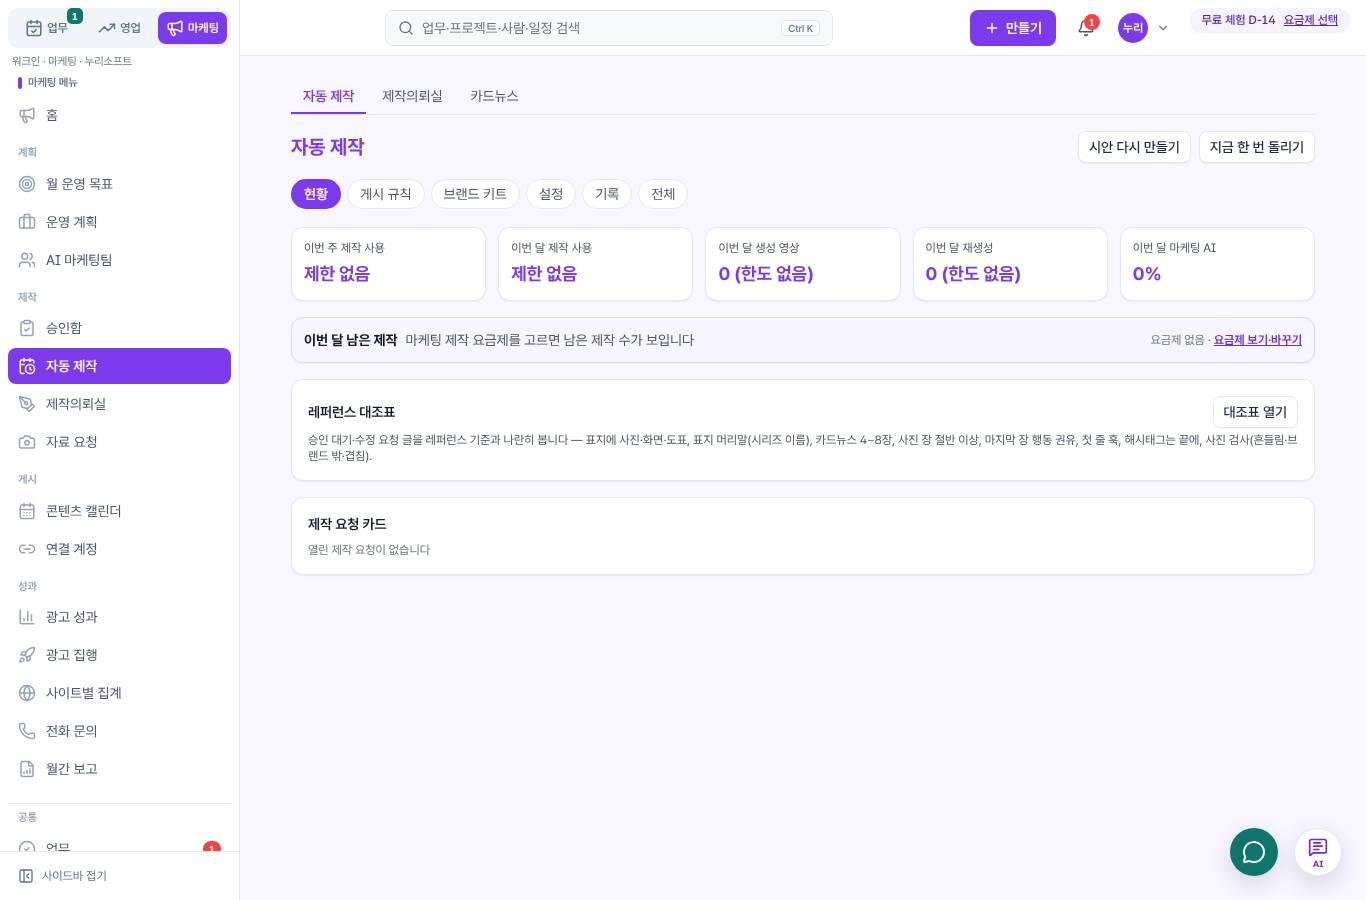 업무
1
영업
마케팅
워크인 · 마케팅 · 누리소프트
마케팅 메뉴
홈
계획
월 운영 목표
운영 계획
AI 마케팅팀
제작
승인함
자동 제작
제작의뢰실
자료 요청
게시
콘텐츠 캘린더
연결 계정
성과
광고 성과
광고 집행
사이트별 집계
전화 문의
월간 보고
공통
업무
1
사이드바 접기
업무·프로젝트·사람·일정 검색
Ctrl K
만들기
1
누리
무료 체험 D-14 요금제 선택
자동 제작 제작의뢰실 카드뉴스
자동 제작
시안 다시 만들기 지금 한 번 돌리기
현황 게시 규칙 브랜드 키트 설정 기록 전체
이번 주 제작 사용
제한 없음
이번 달 제작 사용
제한 없음
이번 달 생성 영상
0 (한도 없음)
이번 달 재생성
0 (한도 없음)
이번 달 마케팅 AI
0%
이번 달 남은 제작 마케팅 제작 요금제를 고르면 남은 제작 수가 보입니다
요금제 없음 · 요금제 보기·바꾸기
레퍼런스 대조표
대조표 열기
승인 대기·수정 요청 글을 레퍼런스 기준과 나란히 봅니다 — 표지에 사진·화면·도표, 표지 머리말(시리즈 이름), 카드뉴스 4~8장, 사진 장 절반 이상, 마지막 장 행동 권유, 첫 줄 훅, 해시태그는 끝에, 사진 검사(흔들림·브
랜드 밖·겹침).
제작 요청 카드
열린 제작 요청이 없습니다
AI